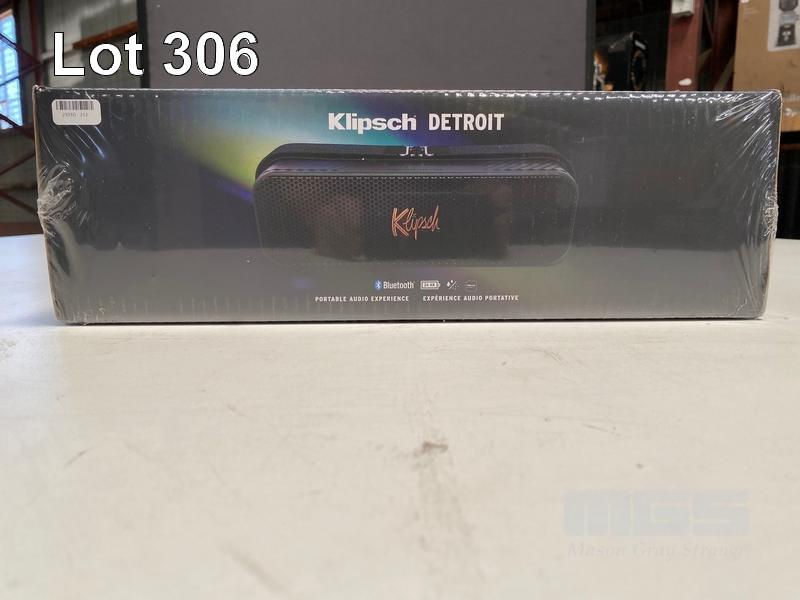 Lot 306
Klipsch DETROIT
Klipsch
Bluetooth
PORTABLE AUDIO EXPERIENCE EXPÉRIENCE AUDIO PORTATIVE
MGS
Mason Gray Strange